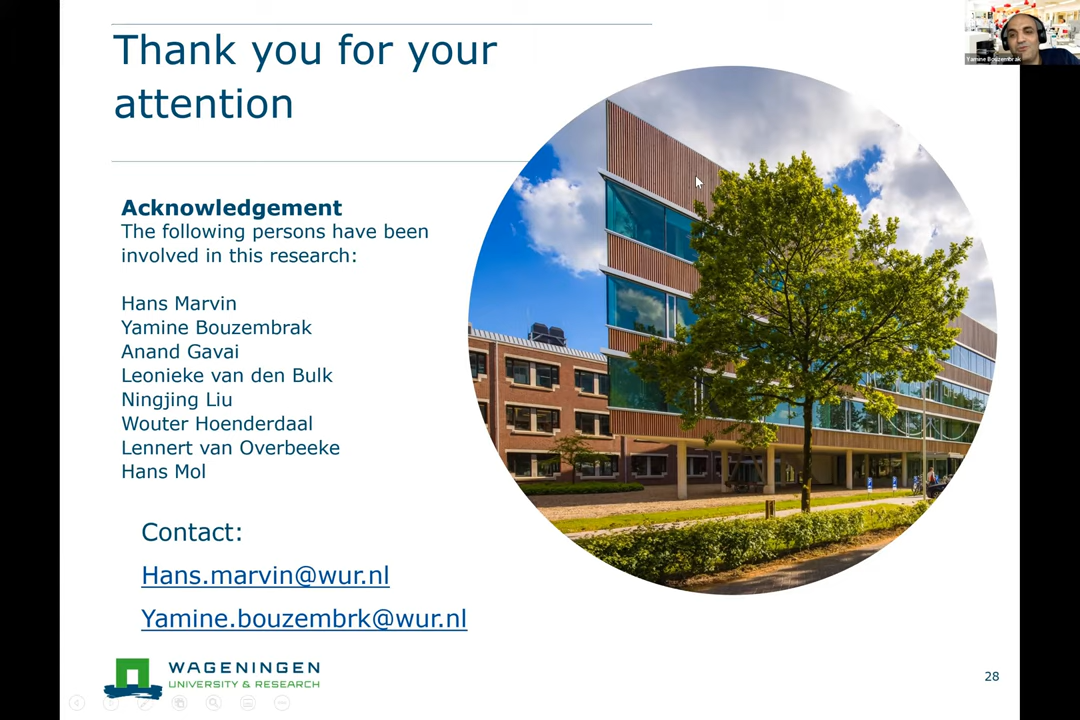 Thank you for your
attention
Yamine Bouzembrak
Acknowledgement
The following persons have been
involved in this research:
Hans Marvin
Yamine Bouzembrak
Anand Gavai
Leonieke van den Bulk
Ningjing Liu
Wouter Hoenderdaal
Lennert van Overbeeke
Hans Mol
Contact:
Hans.marvin@wur.nl
Yamine.bouzembrk@wur.nl
WAGENINGEN
UNIVERSITY & RESEARCH
28